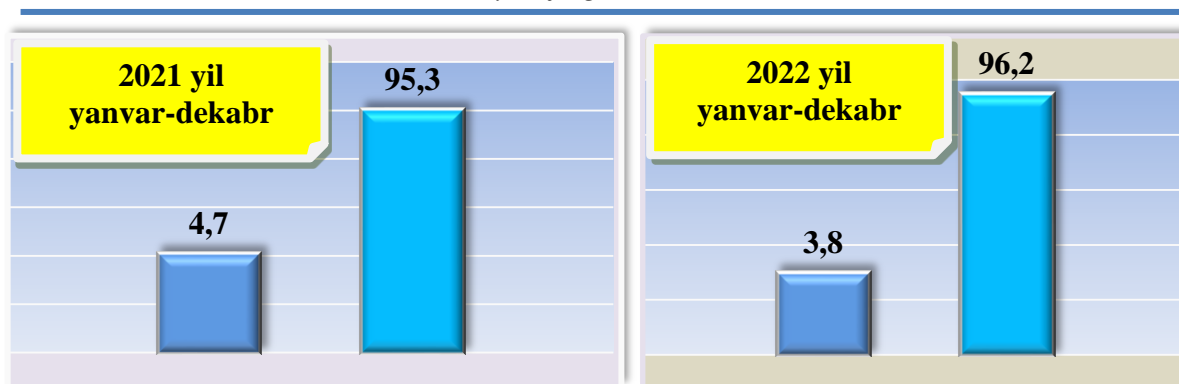 2021 yil
yanvar-dekabr
95,3
4,7
2022 yil
yanvar-dekabr
96,2
3,8